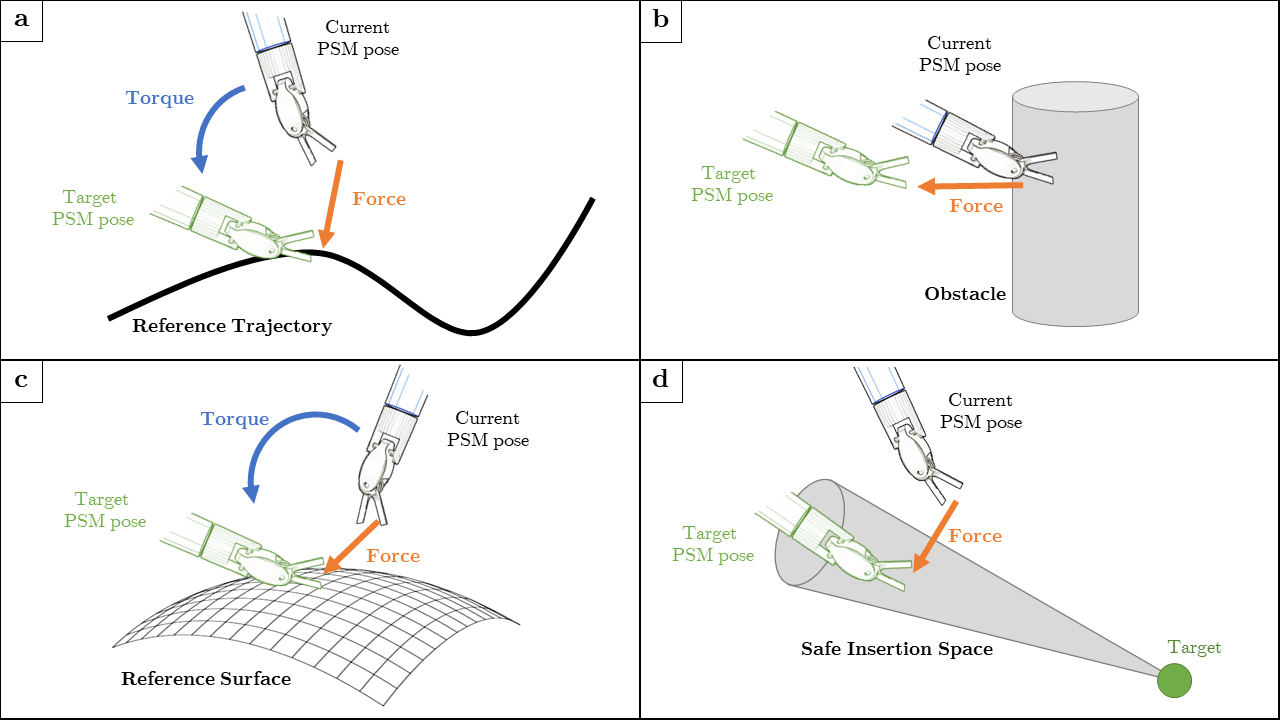 a
Current
PSM pose
Torque
Force
Target
PSM pose
Reference Trajectory
b
Current
PSM pose
Target
PSM pose
Force
Obstacle
c
Current
PSM pose
Torque
Target
PSM pose
Force
Reference Surface
d
Current
PSM pose
Target
PSM pose
Force
Safe Insertion Space
Target